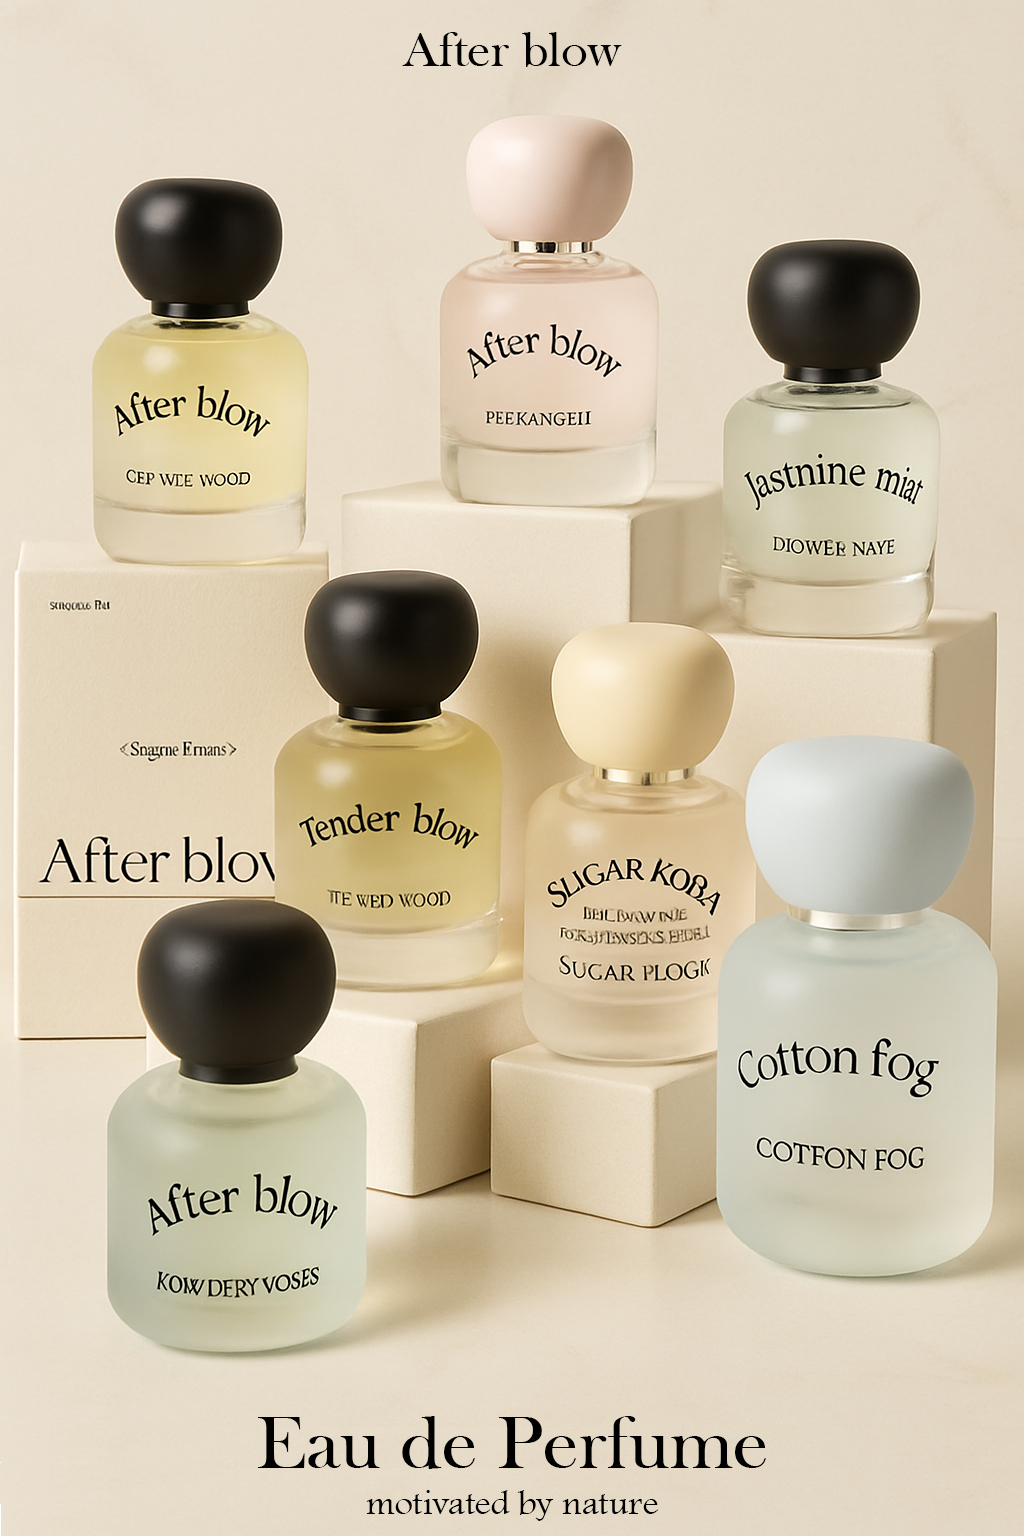 After blow
After blow
PEEKANGEII
After blow
CEP WEE WOOD
Jastnine miat
DIOWER NAYE
<Snagrne Ernans>
After blov
Tender blow
WED WOOD
SLIGAR KOBA
SUGAR PLOGK
Cotton fog
COTFON FOG
After blow
KOW DERY VOSES
Eau de Perfume
motivated by nature